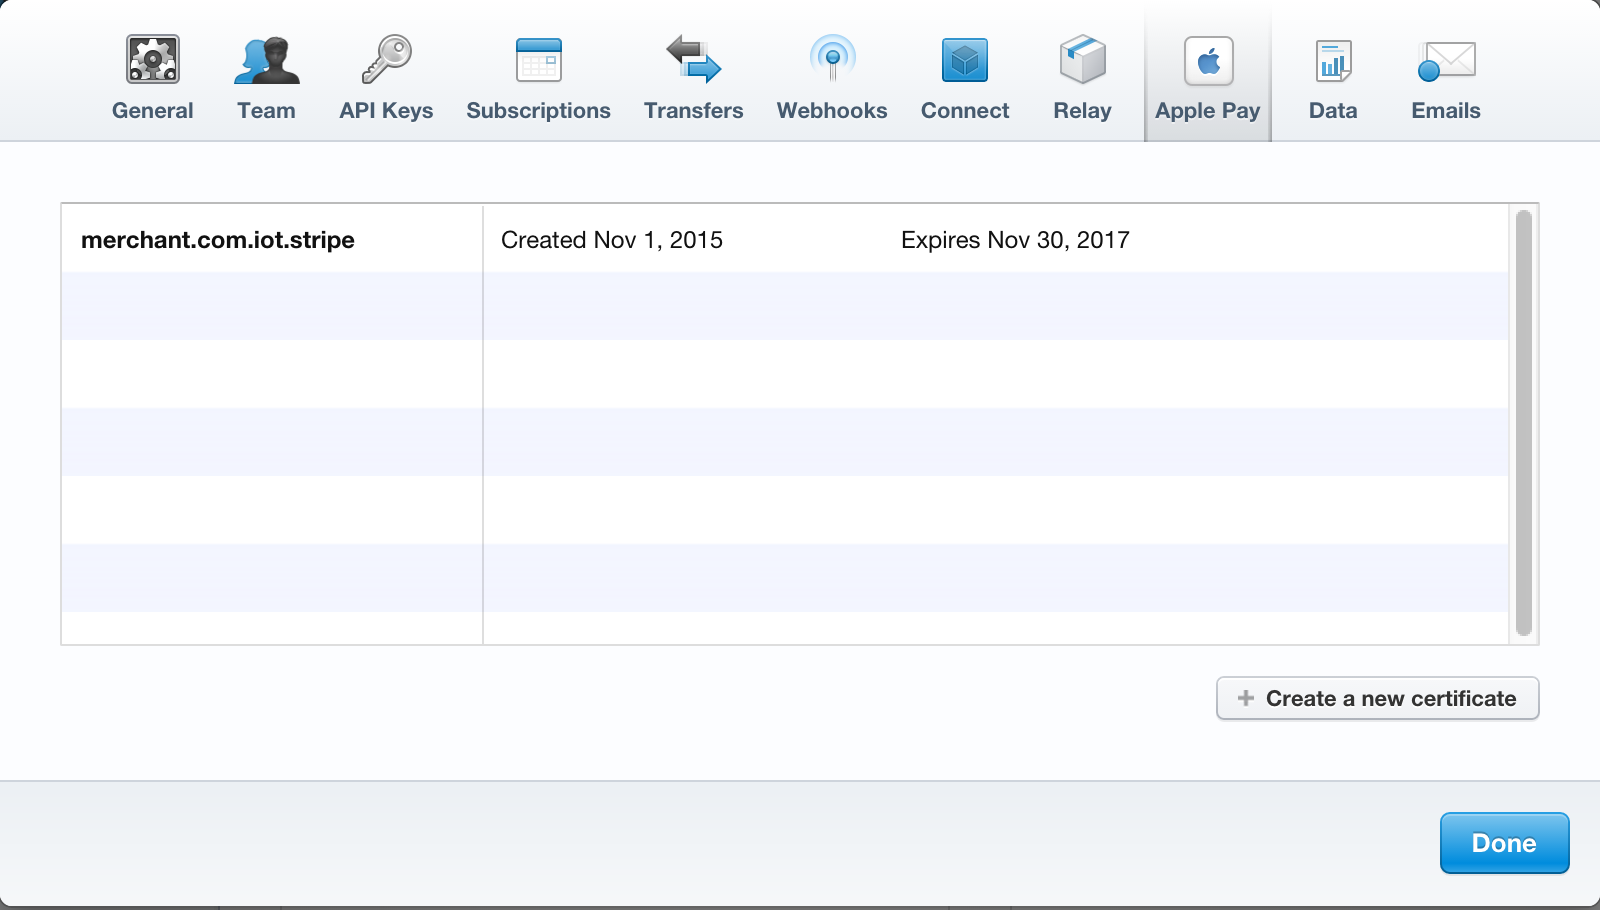 General Team API Keys Subscriptions Transfers Webhooks Connect Relay Apple Pay Data Emails
merchant.com.iot.stripe Created Nov 1, 2015 Expires Nov 30, 2017
+ Create a new certificate
Done